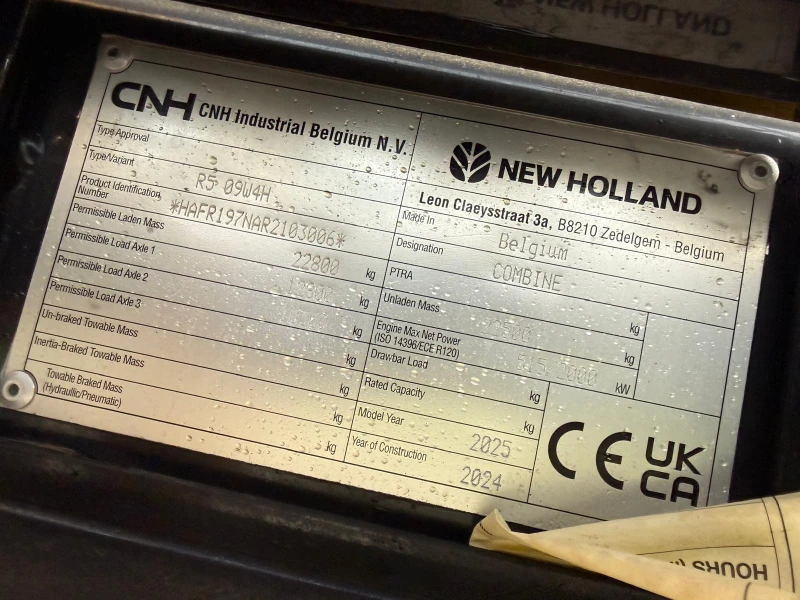 NEW HOLLAND
CNH CNH Industrial Belgium N.V.
Type Approval
Type/Variant R5 09W4H
Product Identification Number *HAFR197NAR2103006*
Permissible Laden Mass 22800 kg
Permissible Load Axle 1 kg
Permissible Load Axle 2 kg
Permissible Load Axle 3
Un-braked Towable Mass kg
Inertia-Braked Towable Mass kg
Towable Braked Mass (Hydraulic/Pneumatic) kg
NEW HOLLAND
Leon Claeysstraat 3a, B8210 Zedelgem - Belgium
Made In Belgium
Designation COMBINE
PTRA kg
Unladen Mass kg
Engine Max Net Power (ISO 14396/ECE R120) kW
Drawbar Load kg
Rated Capacity kg
Model Year 2025
Year of Construction 2024
CE UK CA
HOURS